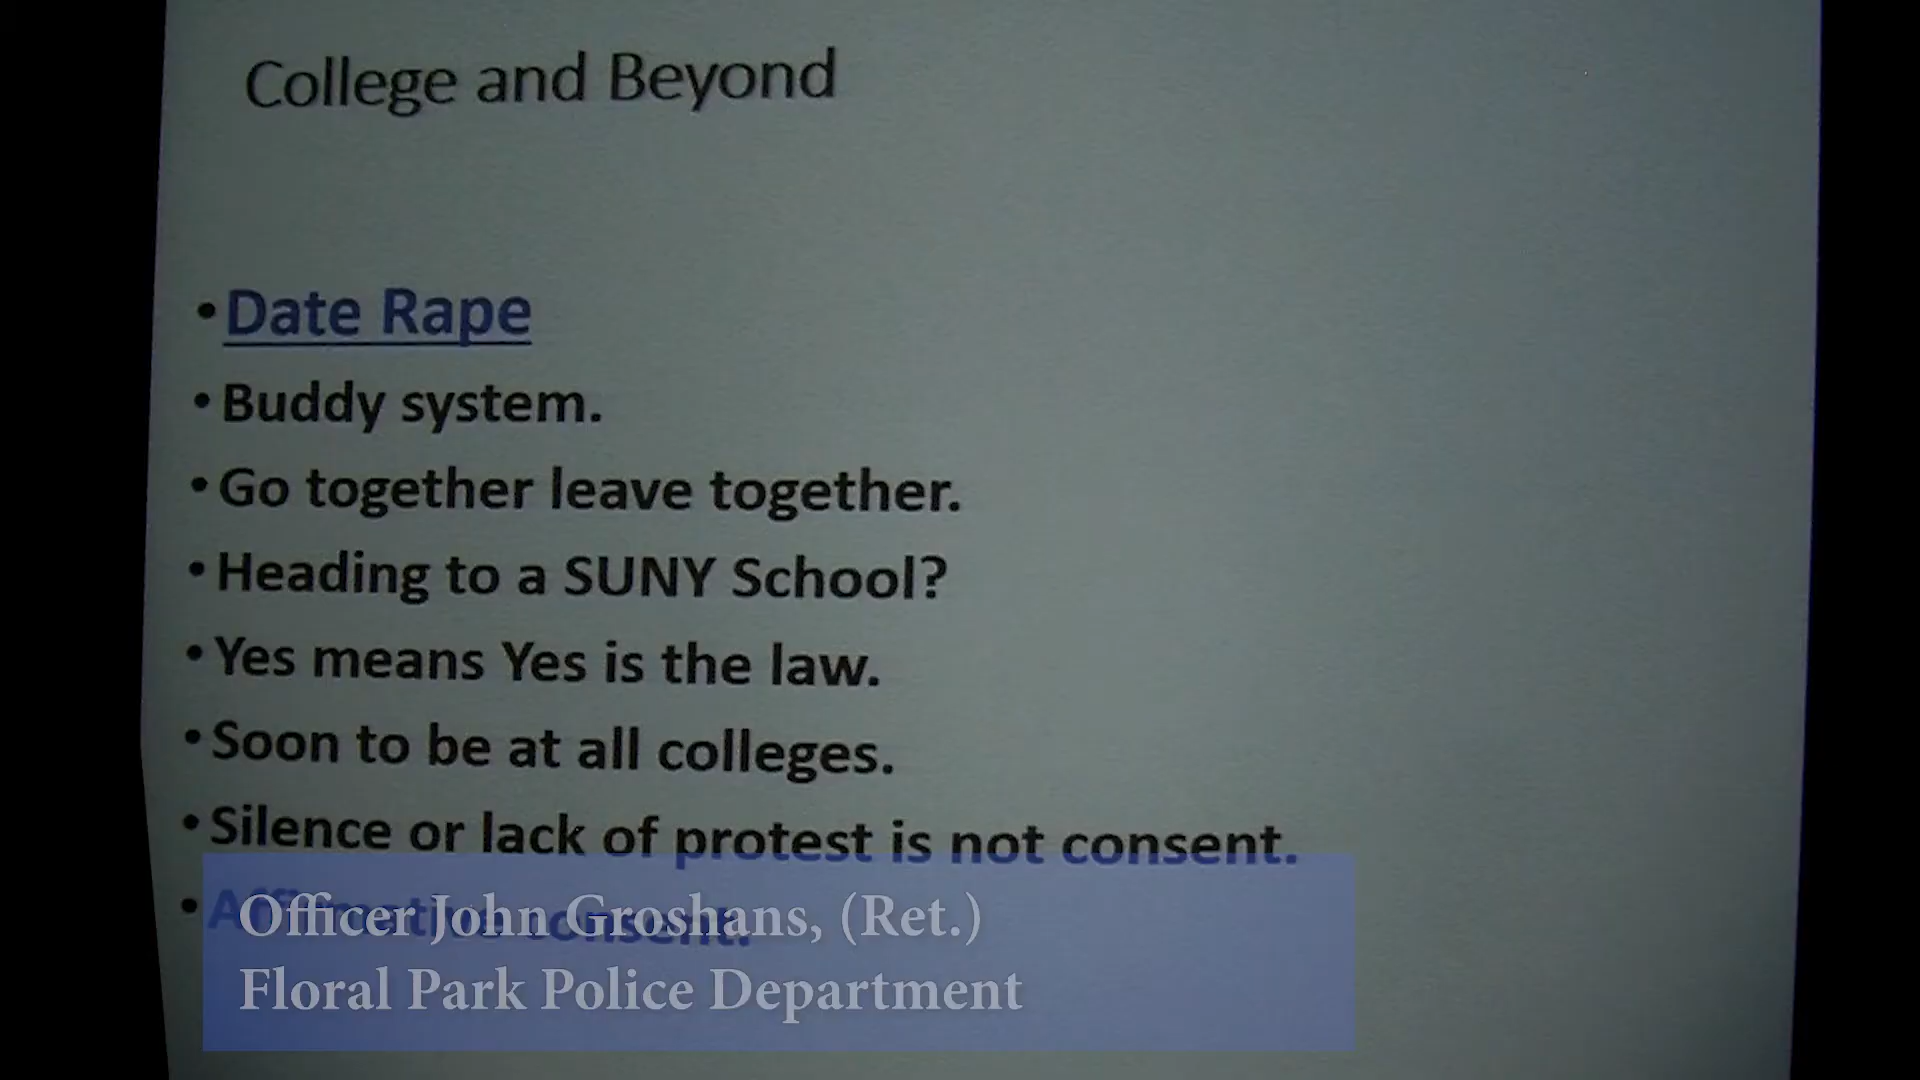 College and Beyond
• Date Rape
• Buddy system.
• Go together leave together.
• Heading to a SUNY School?
• Yes means Yes is the law.
• Soon to be at all colleges.
• Silence or lack of protest is not consent.
• Affirmative consent.
Officer John Groshans, (Ret.)
Floral Park Police Department